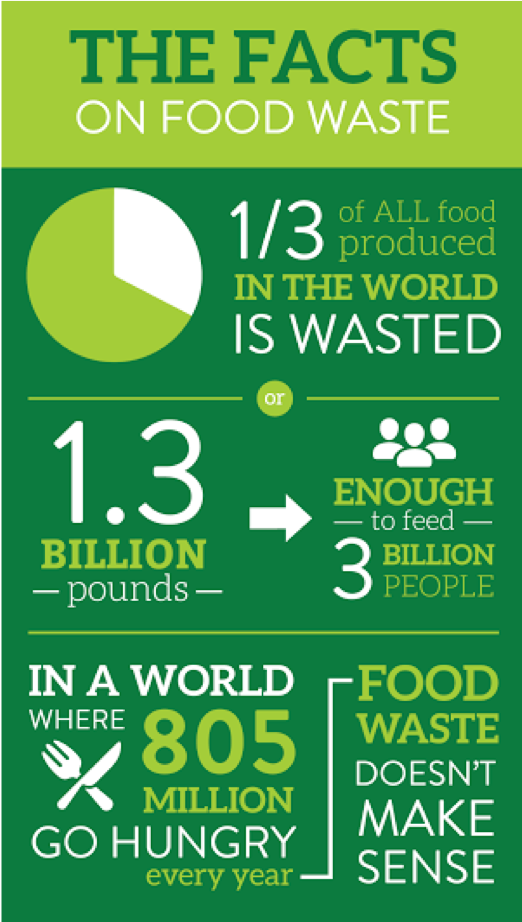 THE FACTS
ON FOOD WASTE
1/3 of ALL food
produced
IN THE WORLD
IS WASTED
or
1.3
BILLION
— pounds —
ENOUGH
— to feed —
3 BILLION
PEOPLE
IN A WORLD
WHERE 805
MILLION
GO HUNGRY
every year
FOOD
WASTE
DOESN'T
MAKE
SENSE